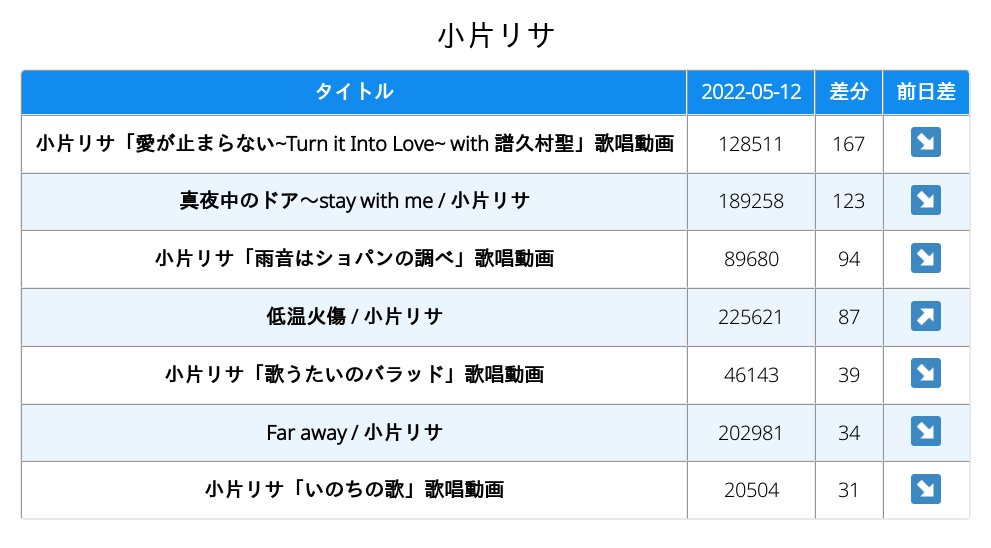 小片リサ
タイトル 2022-05-12 差分 前日差
小片リサ「愛が止まらない~Turn it Into Love~ with 譜久村聖」歌唱動画 128511 167 ↘
真夜中のドア〜stay with me / 小片リサ 189258 123 ↘
小片リサ「雨音はショパンの調べ」歌唱動画 89680 94 ↘
低温火傷 / 小片リサ 225621 87 ↗
小片リサ「歌うたいのバラッド」歌唱動画 46143 39 ↘
Far away / 小片リサ 202981 34 ↘
小片リサ「いのちの歌」歌唱動画 20504 31 ↘